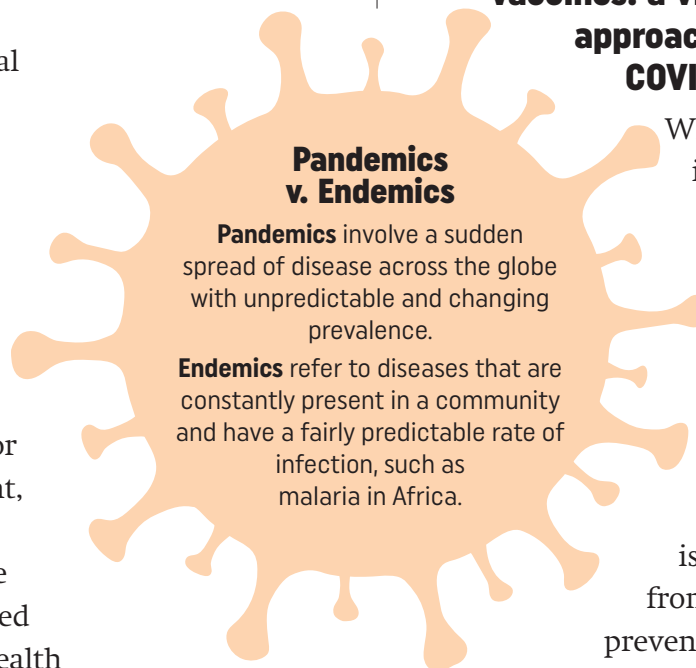 al
approac
COVI
W
i
Pandemics
v. Endemics
Pandemics involve a sudden
spread of disease across the globe
with unpredictable and changing
prevalence.
Endemics refer to diseases that are
constantly present in a community
and have a fairly predictable rate of
infection, such as
malaria in Africa.
or
nt,
e
ed
ealth
is
from
preven